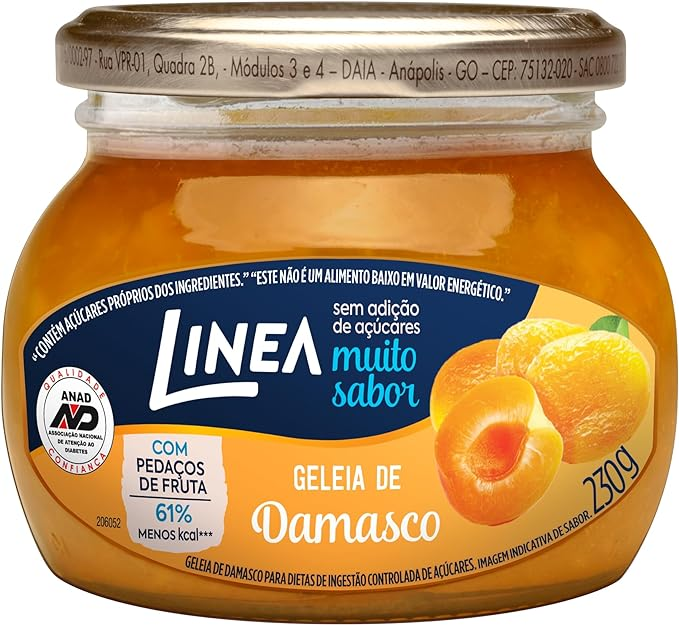 0002-97 - Rua VPR-01, Quadra 2B, - Módulos 3 e 4 – DAIA - Anápolis - GO – CEP: 75132-020 - SAC 0800
"CONTÉM AÇÚCARES PRÓPRIOS DOS INGREDIENTES." "ESTE NÃO É UM ALIMENTO BAIXO EM VALOR ENERGÉTICO."
LINEA
sem adição
de açúcares
muito
sabor
QUALIDADE
ANAD
AND
ASSOCIAÇÃO NACIONAL
DE ATENÇÃO AO
DIABETES
CONFIANÇA
COM
PEDAÇOS
DE FRUTA
61%
MENOS kcal***
206052
GELEIA DE
Damasco
230g
GELEIA DE DAMASCO PARA DIETAS DE INGESTÃO CONTROLADA DE AÇÚCARES. IMAGEM INDICATIVA DE SABOR.